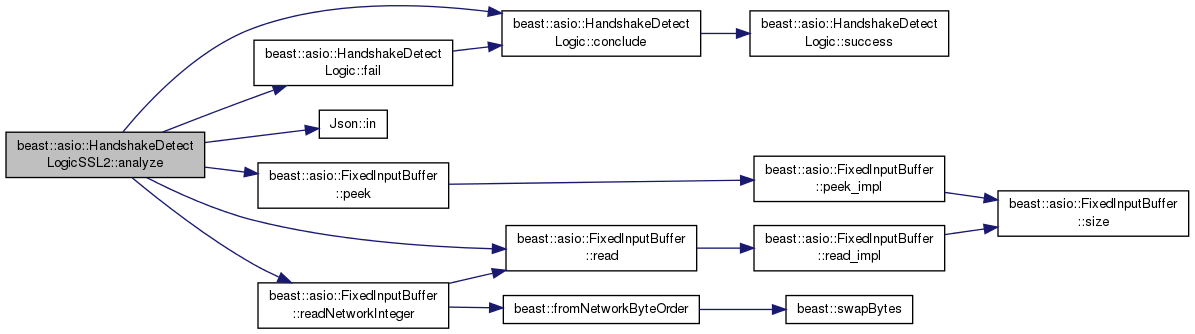 beast::asio::HandshakeDetect
LogicSSL2::analyze
beast::asio::HandshakeDetect
Logic::fail
Json::in
beast::asio::FixedInputBuffer
::peek
beast::asio::FixedInputBuffer
::readNetworkInteger
beast::asio::HandshakeDetect
Logic::conclude
beast::asio::FixedInputBuffer
::read
beast::fromNetworkByteOrder
beast::asio::HandshakeDetect
Logic::success
beast::asio::FixedInputBuffer
::peek_impl
beast::asio::FixedInputBuffer
::read_impl
beast::swapBytes
beast::asio::FixedInputBuffer
::size